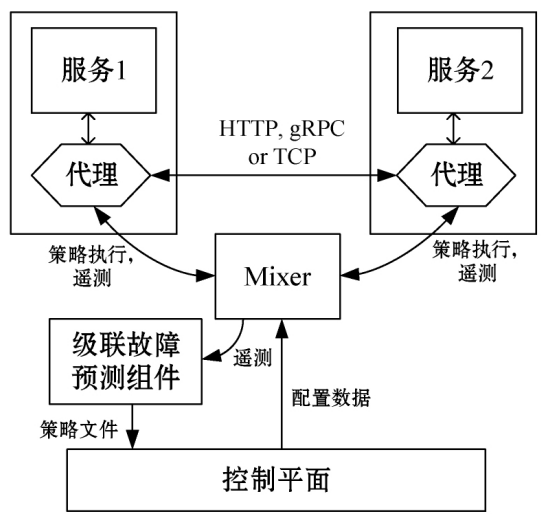 服务1
服务2
代理
HTTP, gRPC
or TCP
代理
策略执行,
遥测
策略执行,
遥测
Mixer
级联故障
预测组件
遥测
配置数据
策略文件
控制平面